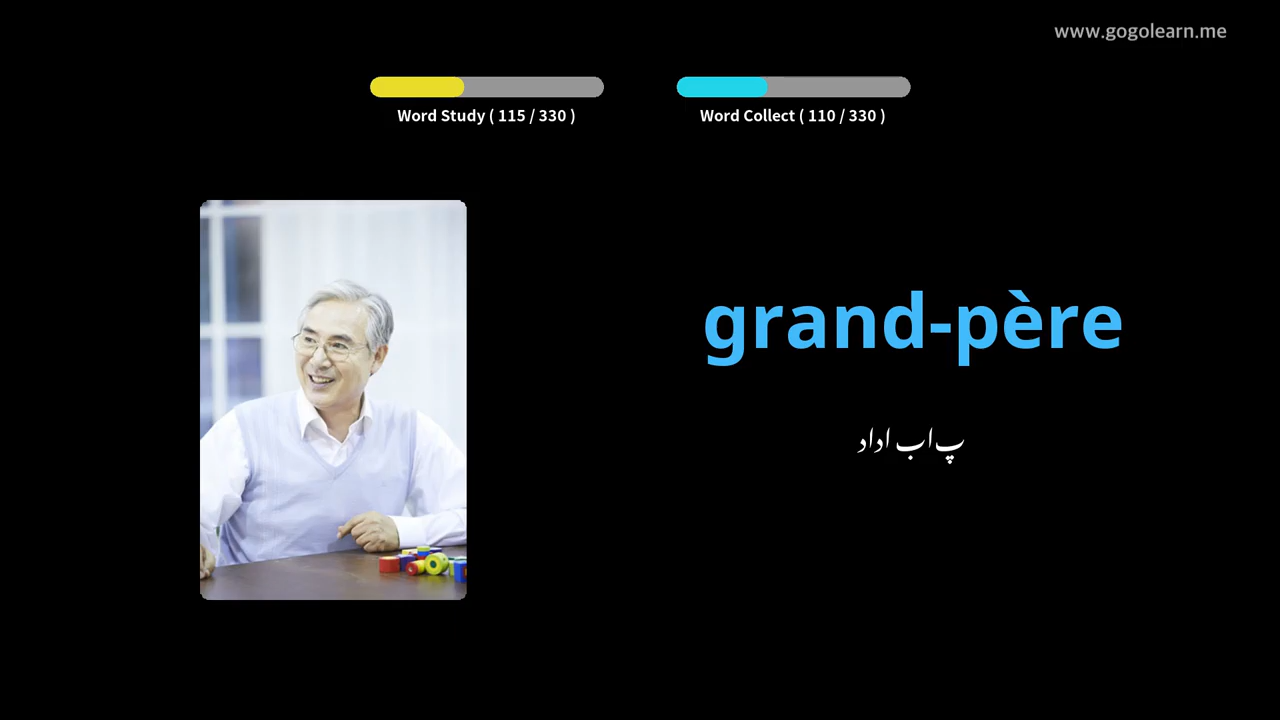 www.gogolearn.me
Word Study ( 115 / 330 )
Word Collect ( 110 / 330 )
grand-père
پ‌اب اداد